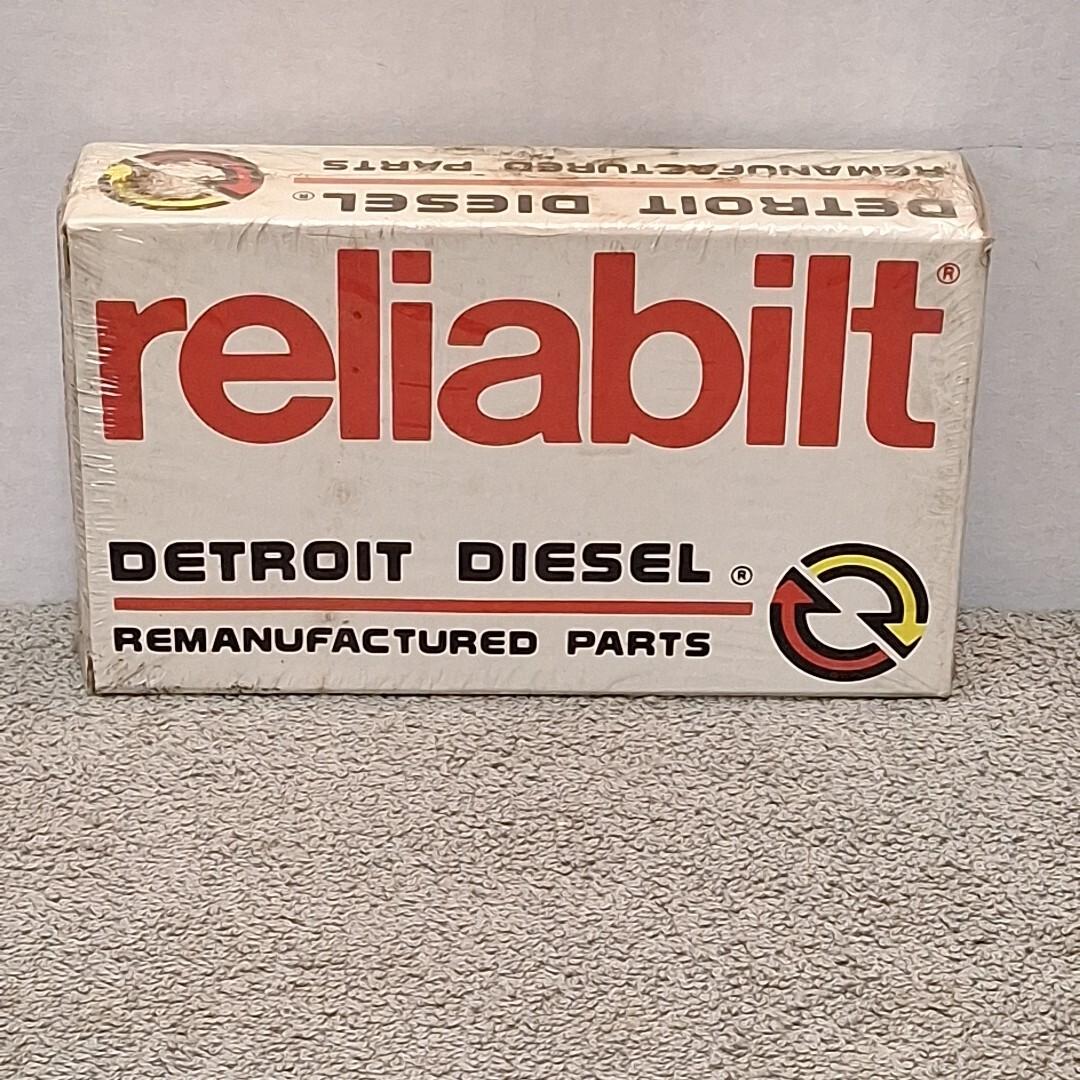 REMANUFACTURED PARTS
DETROIT DIESEL®
reliabilt®
DETROIT DIESEL®
REMANUFACTURED PARTS